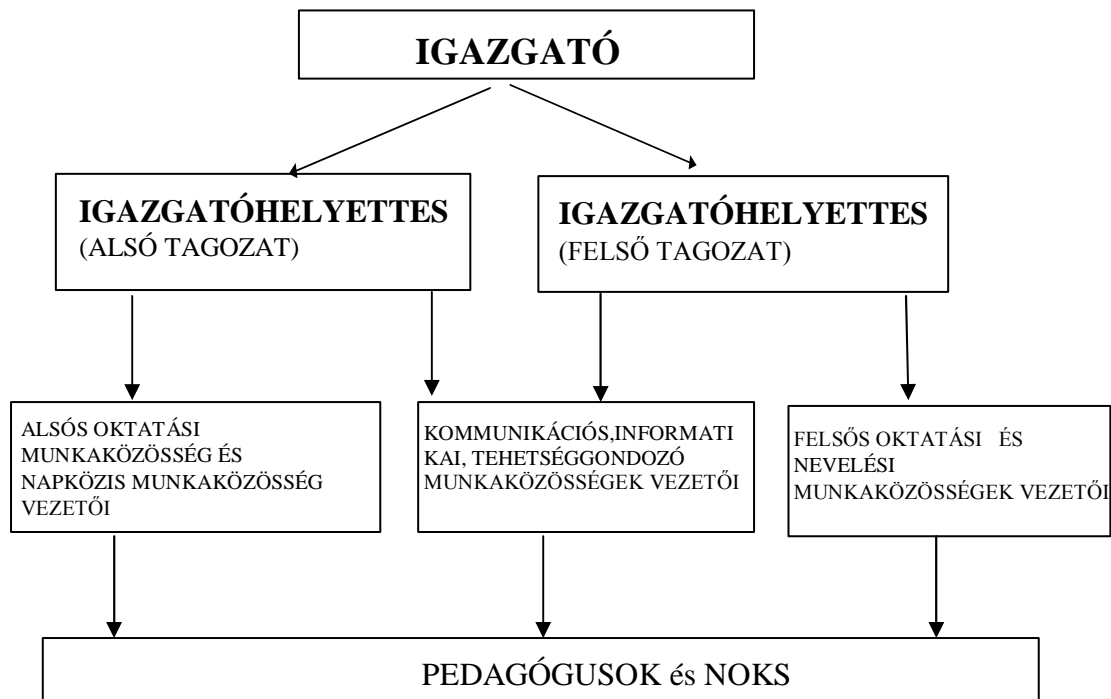 IGAZGATÓ
IGAZGATÓHELYETTES
(ALSÓ TAGOZAT)
IGAZGATÓHELYETTES
(FELSŐ TAGOZAT)
ALSÓS OKTATÁSI
MUNKAKÖZÖSSÉG ÉS
NAPKÖZIS MUNKAKÖZÖSSÉG
VEZETŐI
KOMMUNIKÁCIÓS,INFORMATI
KAI, TEHETSÉGGONDOZÓ
MUNKAKÖZÖSSÉGEK VEZETŐI
FELSŐS OKTATÁSI ÉS
NEVELÉSI
MUNKAKÖZÖSSÉGEK VEZETŐI
PEDAGÓGUSOK és NOKS